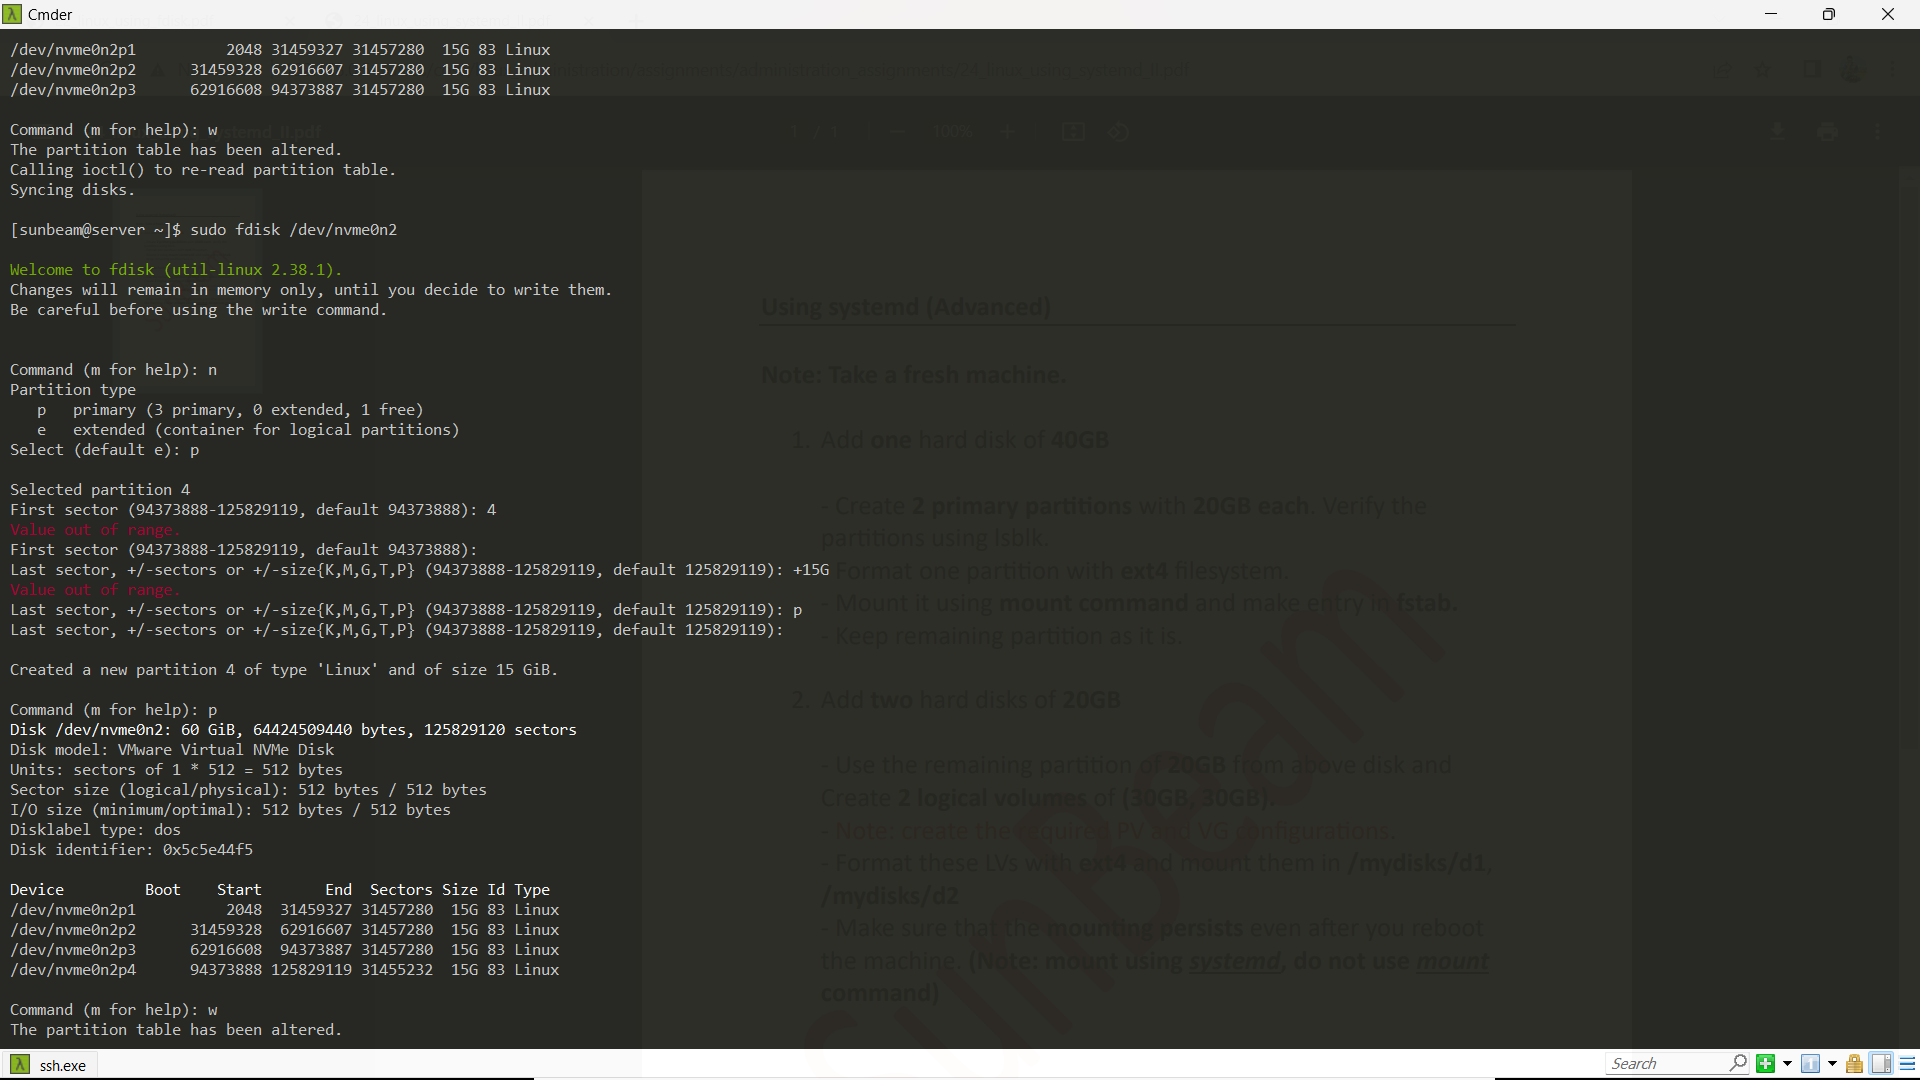 Cmder
/dev/nvme0n2p1          2048 31459327 31457280  15G 83 Linux
/dev/nvme0n2p2      31459328 62916607 31457280  15G 83 Linux
/dev/nvme0n2p3      62916608 94373887 31457280  15G 83 Linux
Command (m for help): w
The partition table has been altered.
Calling ioctl() to re-read partition table.
Syncing disks.
[sunbeam@server ~]$ sudo fdisk /dev/nvme0n2
Welcome to fdisk (util-linux 2.38.1).
Changes will remain in memory only, until you decide to write them.
Be careful before using the write command.
Command (m for help): n
Partition type
   p   primary (3 primary, 0 extended, 1 free)
   e   extended (container for logical partitions)
Select (default e): p
Selected partition 4
First sector (94373888-125829119, default 94373888): 4
Value out of range.
First sector (94373888-125829119, default 94373888):
Last sector, +/-sectors or +/-size{K,M,G,T,P} (94373888-125829119, default 125829119): +15G
Value out of range.
Last sector, +/-sectors or +/-size{K,M,G,T,P} (94373888-125829119, default 125829119): p
Last sector, +/-sectors or +/-size{K,M,G,T,P} (94373888-125829119, default 125829119):
Created a new partition 4 of type 'Linux' and of size 15 GiB.
Command (m for help): p
Disk /dev/nvme0n2: 60 GiB, 64424509440 bytes, 125829120 sectors
Disk model: VMware Virtual NVMe Disk
Units: sectors of 1 * 512 = 512 bytes
Sector size (logical/physical): 512 bytes / 512 bytes
I/O size (minimum/optimal): 512 bytes / 512 bytes
Disklabel type: dos
Disk identifier: 0x5c5e44f5
Device         Boot    Start       End  Sectors Size Id Type
/dev/nvme0n2p1          2048  31459327 31457280  15G 83 Linux
/dev/nvme0n2p2      31459328  62916607 31457280  15G 83 Linux
/dev/nvme0n2p3      62916608  94373887 31457280  15G 83 Linux
/dev/nvme0n2p4      94373888 125829119 31455232  15G 83 Linux
Command (m for help): w
The partition table has been altered.
100%
Using systemd (Advanced)
Note: Take a fresh machine.
1. Add one hard disk of 40GB
- Create 2 primary partitions with 20GB each. Verify the
partitions using lsblk.
- Format one partition with ext4 filesystem.
- Mount it using mount command and make entry in fstab.
- Keep remaining partition as it is.
2. Add two hard disks of 20GB
- Use the remaining partition of 20GB from above disk and
Create 2 logical volumes of (30GB, 30GB).
- Note: create the required PV and VG configurations.
- Format these LVs with ext4 and mount them in /mydisks/d1,
/mydisks/d2
- Make sure that the mounting persists even after you reboot
the machine. (Note: mount using systemd, do not use mount
command)
SunBeam
ssh.exe
Search